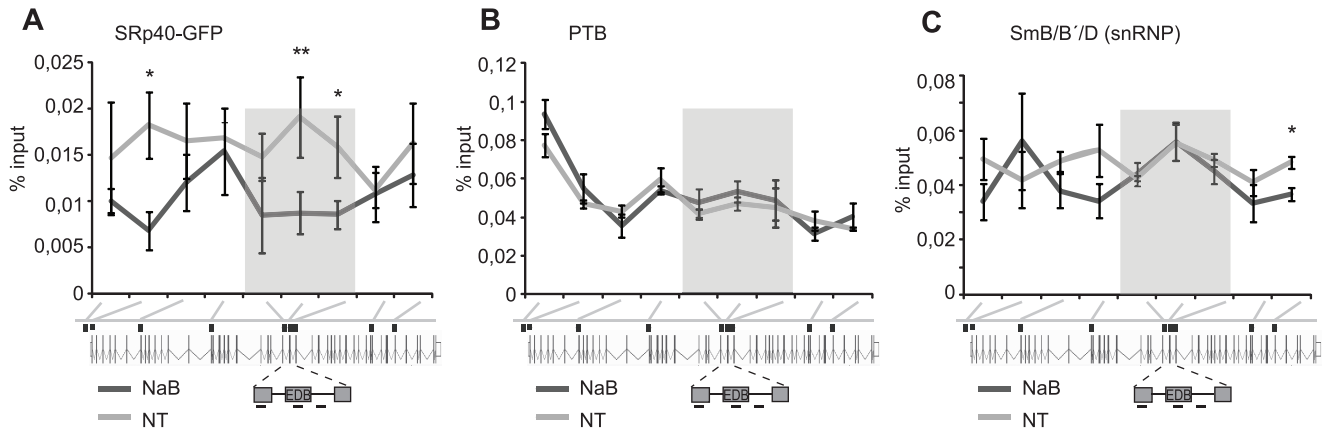 A SRp40-GFP
% input
0,025
0,02
0,015
0,01
0,005
0
*
**
*
EDB
NaB
NT
B PTB
% input
0,12
0,1
0,08
0,06
0,04
0,02
0
EDB
NaB
NT
C SmB/B´/D (snRNP)
% input
0,08
0,06
0,04
0,02
0
*
EDB
NaB
NT